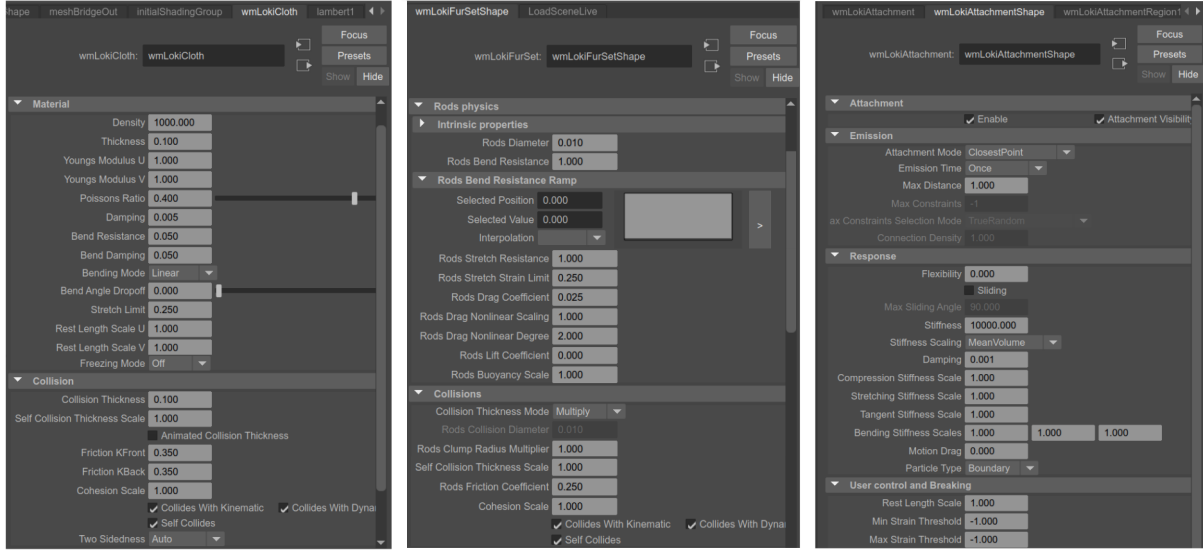 Shape meshBridgeOut initialShadingGroup wmLokiCloth lambert1
wmLokiCloth: wmLokiCloth
Focus
Presets
Show Hide
Material
Density 1000.000
Thickness 0.100
Youngs Modulus U 1.000
Youngs Modulus V 1.000
Poissons Ratio 0.400
Damping 0.005
Bend Resistance 0.050
Bend Damping 0.050
Bending Mode Linear
Bend Angle Dropoff 0.000
Stretch Limit 0.250
Rest Length Scale U 1.000
Rest Length Scale V 1.000
Freezing Mode Off
Collision
Collision Thickness 0.100
Self Collision Thickness Scale 1.000
Animated Collision Thickness
Friction KFront 0.350
Friction KBack 0.350
Cohesion Scale 1.000
Collides With Kinematic Collides With Dyna
Self Collides
Two Sidedness Auto
wmLokiFurSetShape LoadSceneLive
wmLokiFurSet: wmLokiFurSetShape
Focus
Presets
Show Hide
Rods physics
Intrinsic properties
Rods Diameter 0.010
Rods Bend Resistance 1.000
Rods Bend Resistance Ramp
Selected Position 0.000
Selected Value 0.000
Interpolation
>
Rods Stretch Resistance 1.000
Rods Stretch Strain Limit 0.250
Rods Drag Coefficient 0.025
Rods Drag Nonlinear Scaling 1.000
Rods Drag Nonlinear Degree 2.000
Rods Lift Coefficient 0.000
Rods Buoyancy Scale 1.000
Collisions
Collision Thickness Mode Multiply
Rods Collision Diameter 0.010
Rods Clump Radius Multiplier 1.000
Self Collision Thickness Scale 1.000
Rods Friction Coefficient 0.250
Cohesion Scale 1.000
Collides With Kinematic Collides With Dyna
Self Collides
wmLokiAttachment wmLokiAttachmentShape wmLokiAttachmentRegion1
wmLokiAttachment: wmLokiAttachmentShape
Focus
Presets
Show Hide
Attachment
Enable Attachment Visibility
Emission
Attachment Mode ClosestPoint
Emission Time Once
Max Distance 1.000
Max Constraints -1
ax Constraints Selection Mode TrueRandom
Connection Density 1.000
Response
Flexibility 0.000
Sliding
Max Sliding Angle 90.000
Stiffness 10000.000
Stiffness Scaling MeanVolume
Damping 0.001
Compression Stiffness Scale 1.000
Stretching Stiffness Scale 1.000
Tangent Stiffness Scale 1.000
Bending Stiffness Scales 1.000 1.000 1.000
Motion Drag 0.000
Particle Type Boundary
User control and Breaking
Rest Length Scale 1.000
Min Strain Threshold -1.000
Max Strain Threshold -1.000